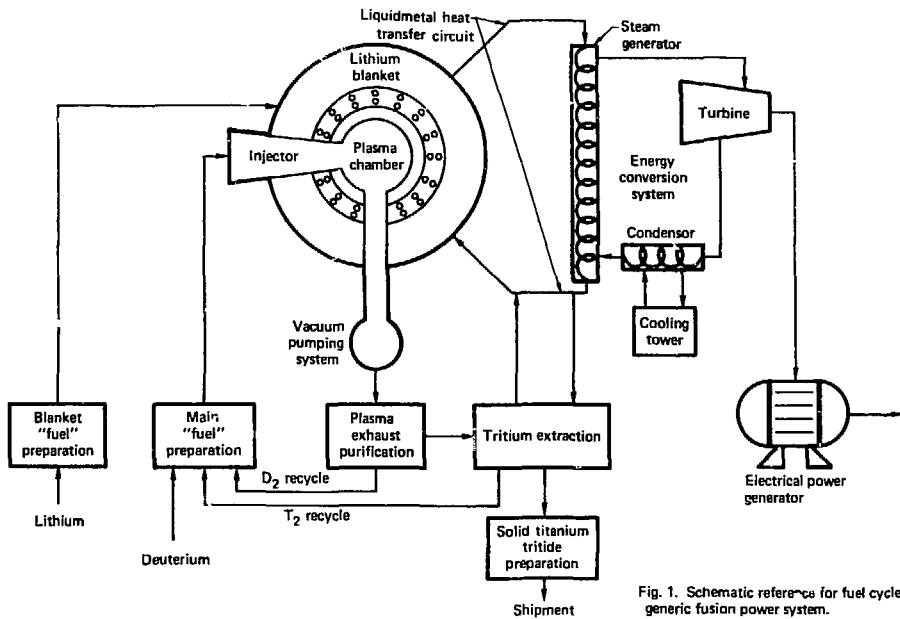 Liquidmetal heat
transfer circuit
Steam
generator
Lithium
blanket
Turbine
Injector
Plasma
chamber
Energy
conversion
system
Condensor
Vacuum
pumping
system
Cooling
tower
Blanket
"fuel"
preparation
Main
"fuel"
preparation
Plasma
exhaust
purification
Tritium extraction
D2 recycle
T2 recycle
Electrical power
generator
Lithium
Deuterium
Solid titanium
tritide
preparation
Shipment
Fig. 1. Schematic reference for fuel cycle
generic fusion power system.